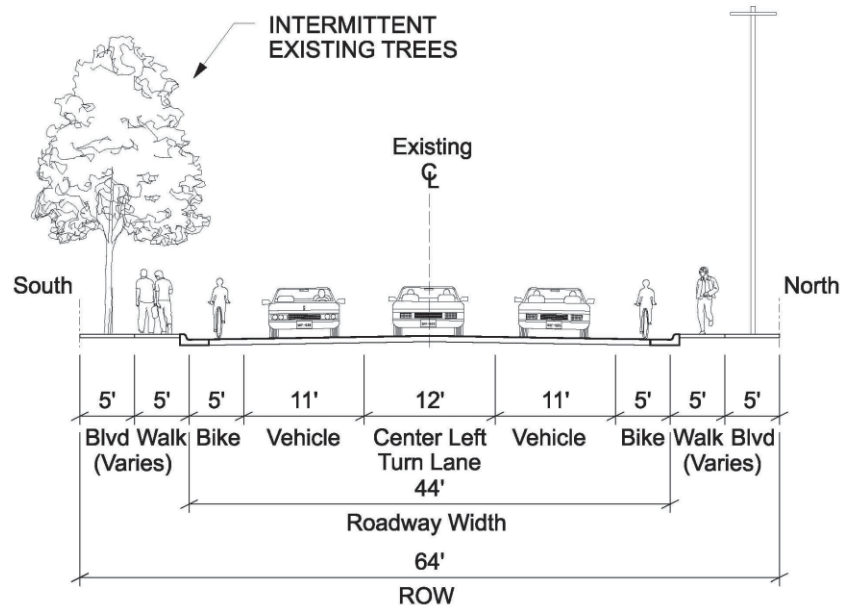 INTERMITTENT
EXISTING TREES
Existing
℄
South
North
5' 5' 5' 11' 12' 11' 5' 5' 5'
Blvd Walk Bike Vehicle Center Left Vehicle Bike Walk Blvd
(Varies) Turn Lane (Varies)
44'
Roadway Width
64'
ROW